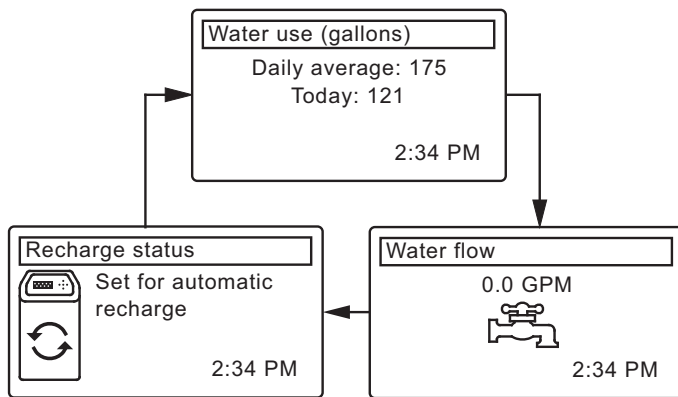 Water use (gallons)
Daily average: 175
Today: 121
2:34 PM
Recharge status
Set for automatic
recharge
2:34 PM
Water flow
0.0 GPM
2:34 PM